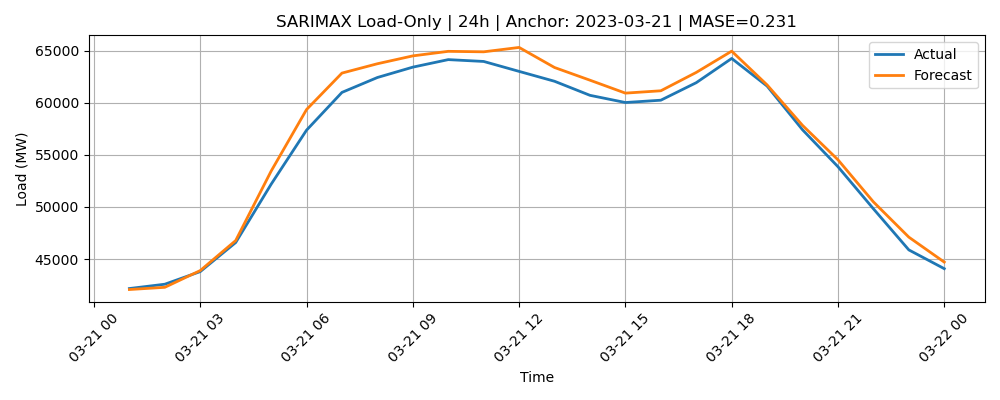 SARIMAX Load-Only | 24h | Anchor: 2023-03-21 | MASE=0.231
Load (MW)
65000
60000
55000
50000
45000
Actual
Forecast
03-21 00
03-21 03
03-21 06
03-21 09
03-21 12
03-21 15
03-21 18
03-21 21
03-22 00
Time